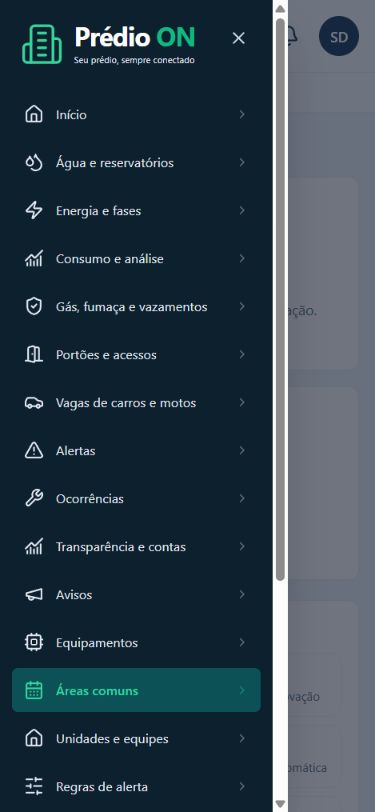 Prédio ON
Seu prédio, sempre conectado
SD
Início
Água e reservatórios
Energia e fases
Consumo e análise
Gás, fumaça e vazamentos
ação.
Portões e acessos
Vagas de carros e motos
Alertas
Ocorrências
Transparência e contas
Avisos
Equipamentos
Áreas comuns
ovação
Unidades e equipes
omática
Regras de alerta